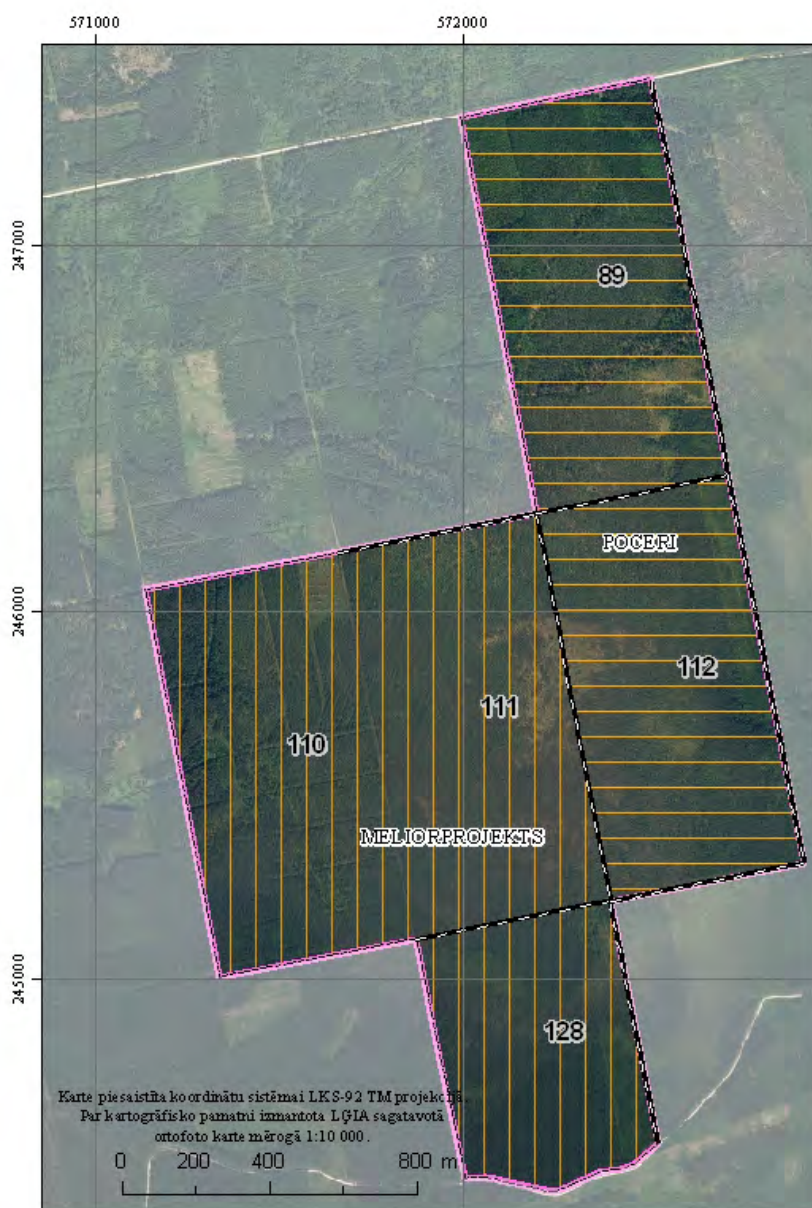 571000
572000
247000
89
POCERI
246000
112
111
110
MELIORPROJEKTS
245000
128
Karte piesaistīta koordinātu sistēmai LKS-92 TM projekcijā.
Par kartogrāfisko pamatni izmantota LĢIA sagatavotā
ortofoto karte mērogā 1:10 000.
0 200 400 800 m